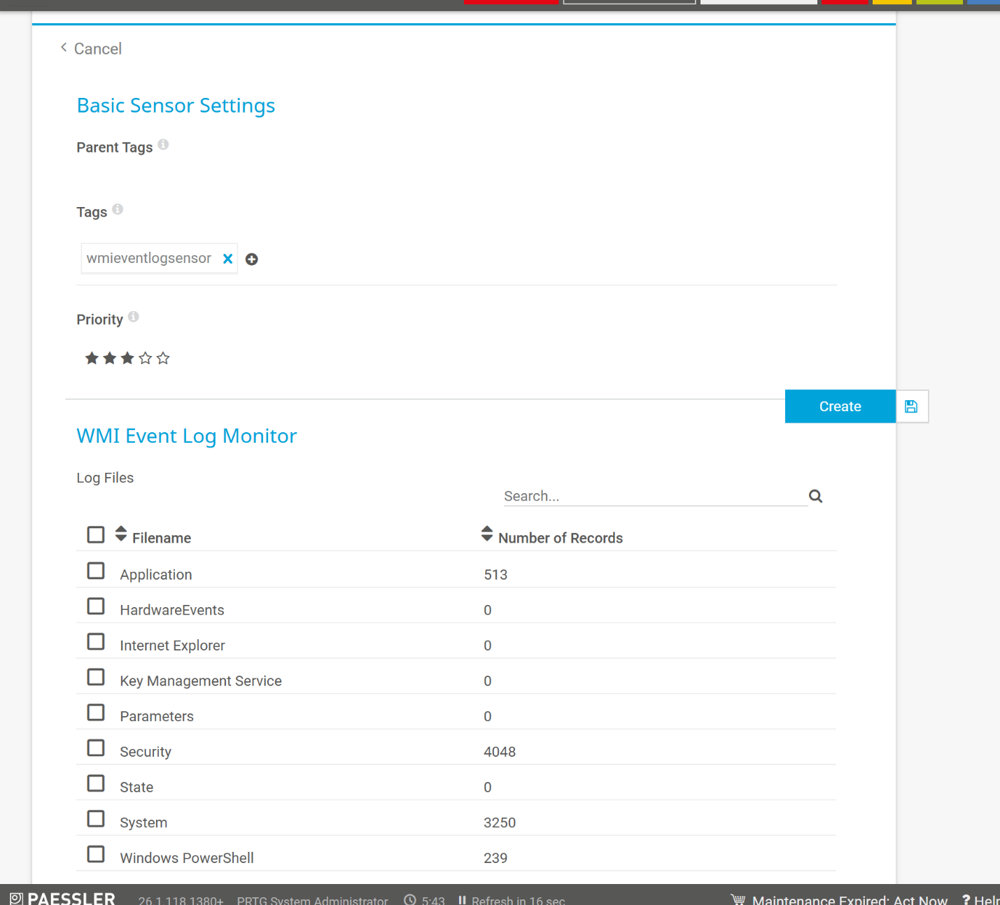 Cancel
Basic Sensor Settings
Parent Tags
Tags
wmieventlogsensor
Priority
Create
WMI Event Log Monitor
Log Files
Search...
Filename Number of Records
Application 513
HardwareEvents 0
Internet Explorer 0
Key Management Service 0
Parameters 0
Security 4048
State 0
System 3250
Windows PowerShell 239
PAESSLER 26.1.118.1380+ PRTG System Administrator 5:43 Refresh in 16 sec Maintenance Expired: Act Now ? Help